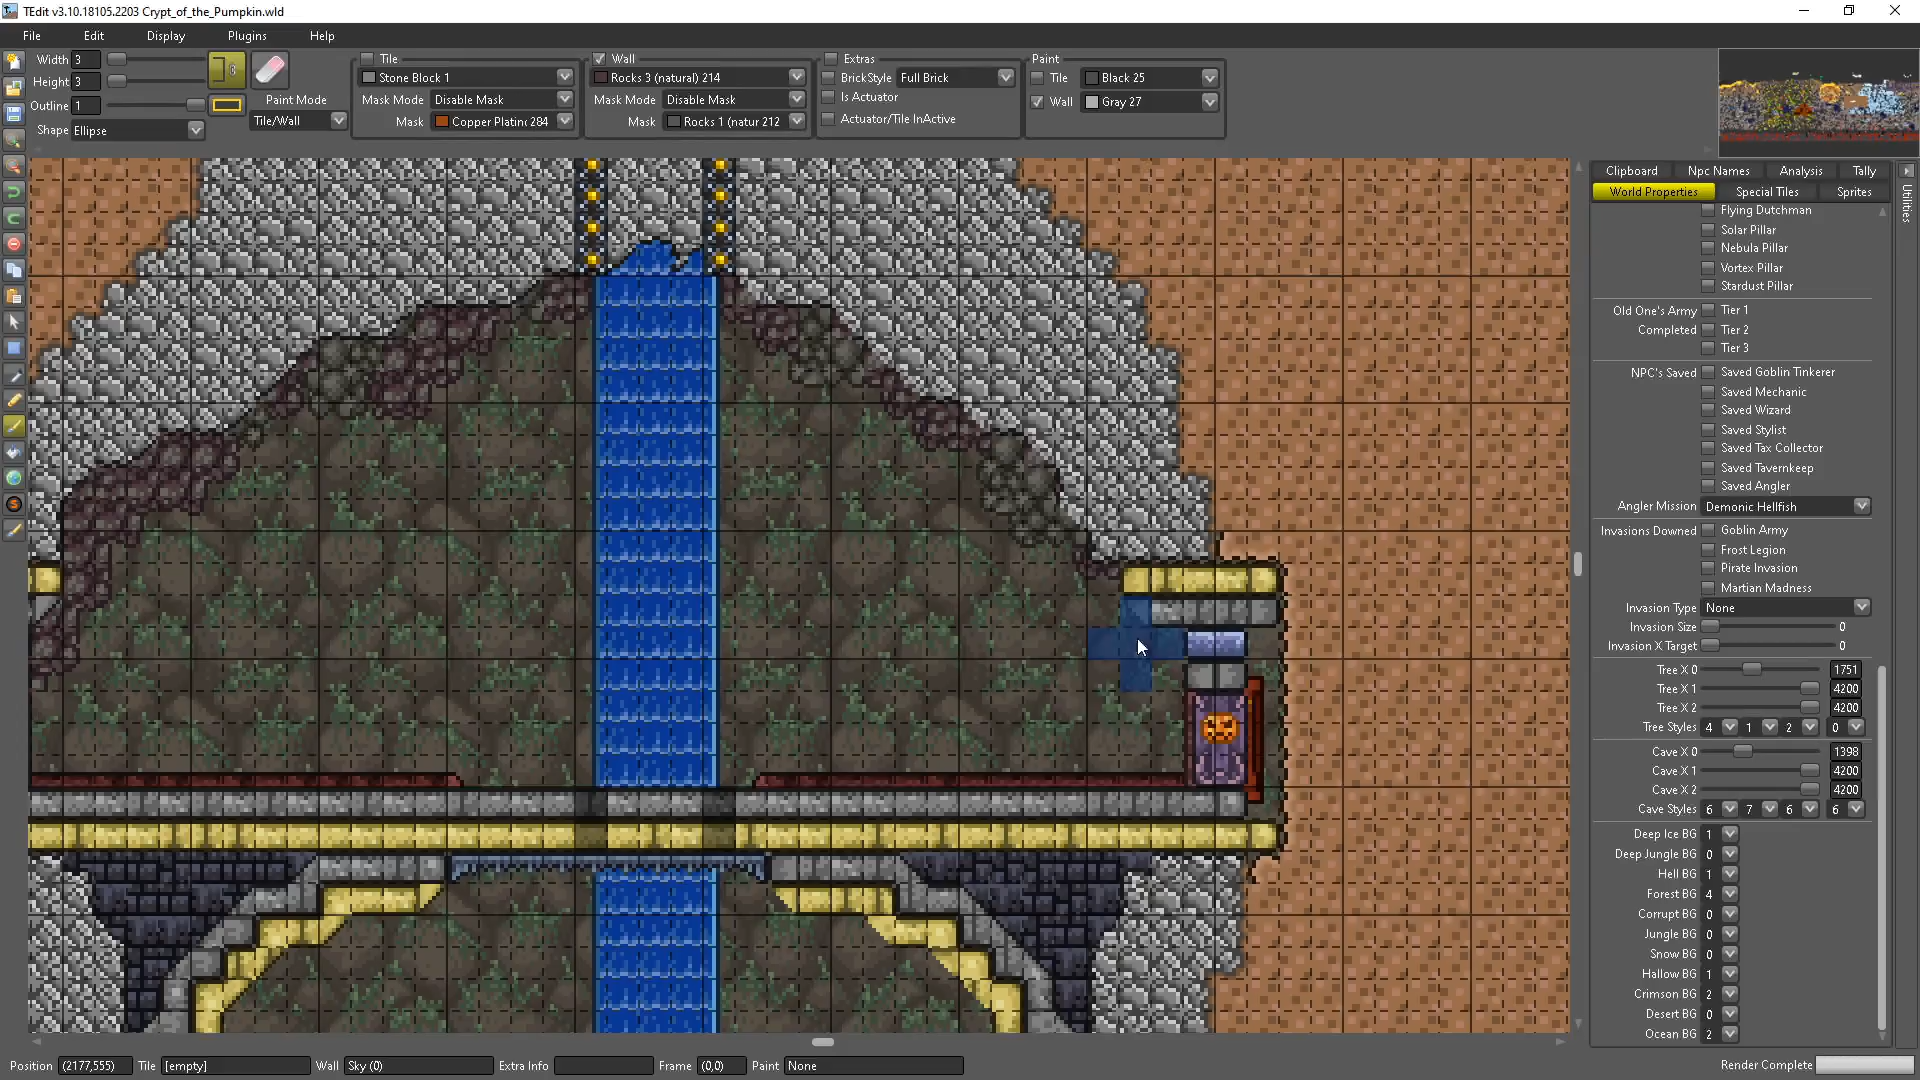 TEdit v3.10.18105.2203 Crypt_of_the_Pumpkin.wld
File Edit Display Plugins Help
Width 3
Height 3
Outline 1
Shape Ellipse
Paint Mode
Tile/Wall
Tile
Stone Block 1
Mask Mode Disable Mask
Mask Copper Platin 284
Wall
Rocks 3 (natural) 214
Mask Mode Disable Mask
Mask Rocks 1 (natur 212
Extras
BrickStyle Full Brick
Is Actuator
Actuator/Tile InActive
Paint
Tile Black 25
Wall Gray 27
Clipboard Npc Names Analysis Tally
World Properties Special Tiles Sprites
Utilities
Flying Dutchman
Solar Pillar
Nebula Pillar
Vortex Pillar
Stardust Pillar
Old One's Army Tier 1
Completed Tier 2
Tier 3
NPC's Saved Saved Goblin Tinkerer
Saved Mechanic
Saved Wizard
Saved Stylist
Saved Tax Collector
Saved Tavernkeep
Saved Angler
Angler Mission Demonic Hellfish
Invasions Downed Goblin Army
Frost Legion
Pirate Invasion
Martian Madness
Invasion Type None
Invasion Size 0
Invasion X Target 0
Tree X 0 1751
Tree X 1 4200
Tree X 2 4200
Tree Styles 4 1 2 0
Cave X 0 1398
Cave X 1 4200
Cave X 2 4200
Cave Styles 6 7 6 6
Deep Ice BG 1
Deep Jungle BG 0
Hell BG 1
Forest BG 4
Corrupt BG 0
Jungle BG 0
Snow BG 0
Hallow BG 1
Crimson BG 2
Desert BG 0
Ocean BG 2
Position (2177,555) Tile [empty] Wall Sky (0) Extra Info Frame (0,0) Paint None Render Complete